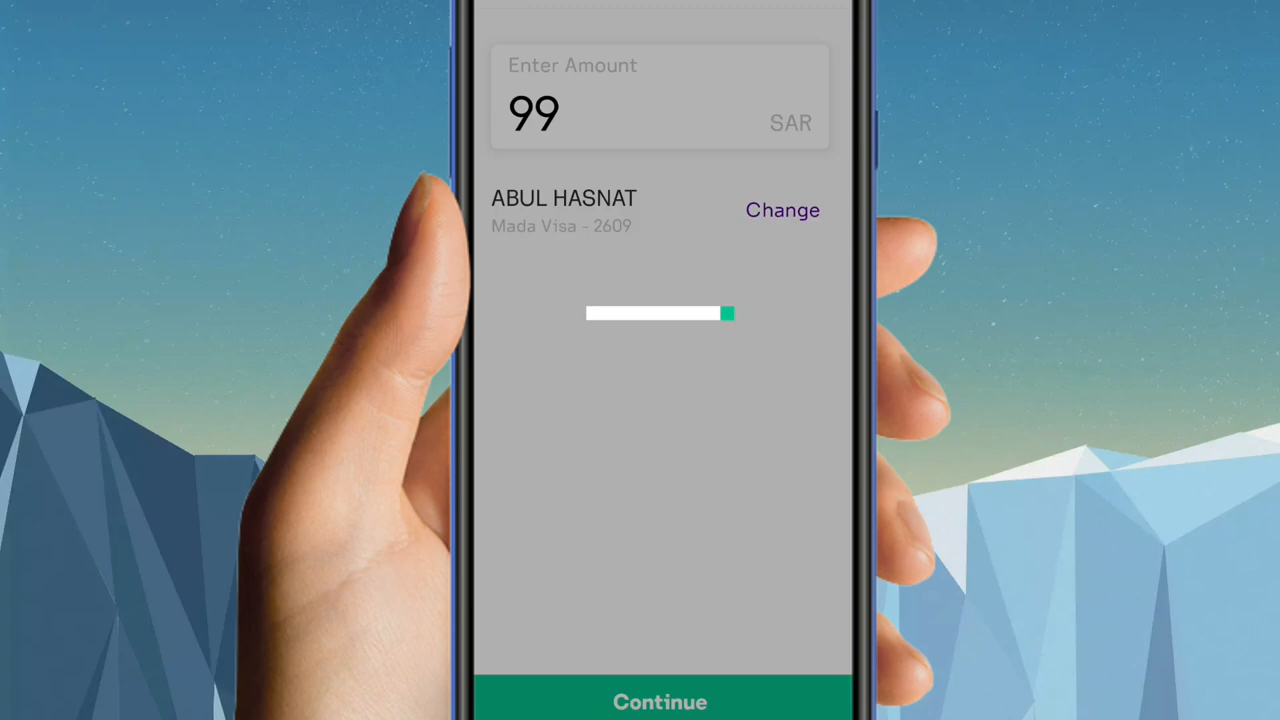 Enter Amount
99
SAR
ABUL HASNAT
Mada Visa - 2609
Change
Continue